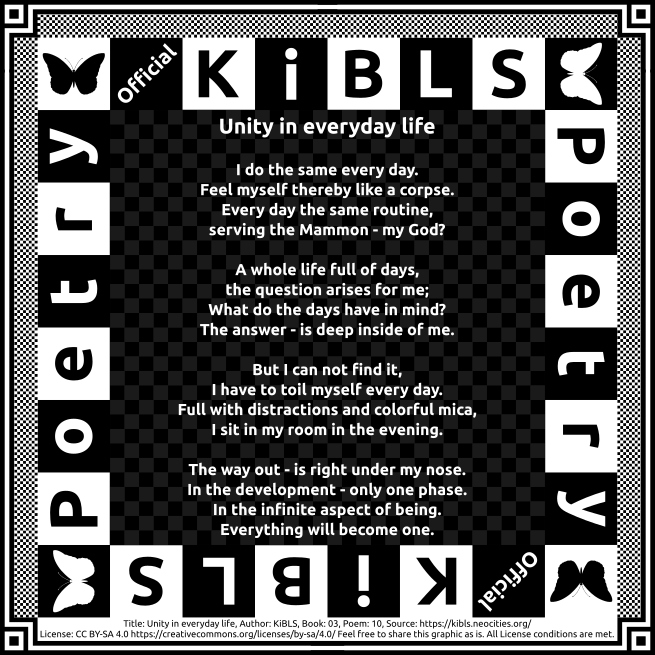 Official KiBLS
Poetry
Poetry
Unity in everyday life
I do the same every day.
Feel myself thereby like a corpse.
Every day the same routine,
serving the Mammon - my God?
A whole life full of days,
the question arises for me;
What do the days have in mind?
The answer - is deep inside of me.
But I can not find it,
I have to toil myself every day.
Full with distractions and colorful mica,
I sit in my room in the evening.
The way out - is right under my nose.
In the development - only one phase.
In the infinite aspect of being.
Everything will become one.
Official KiBLS
Title: Unity in everyday life, Author: KiBLS, Book: 03, Poem: 10, Source: https://kibls.neocities.org/
License: CC BY-SA 4.0 https://creativecommons.org/licenses/by-sa/4.0/ Feel free to share this graphic as is. All License conditions are met.